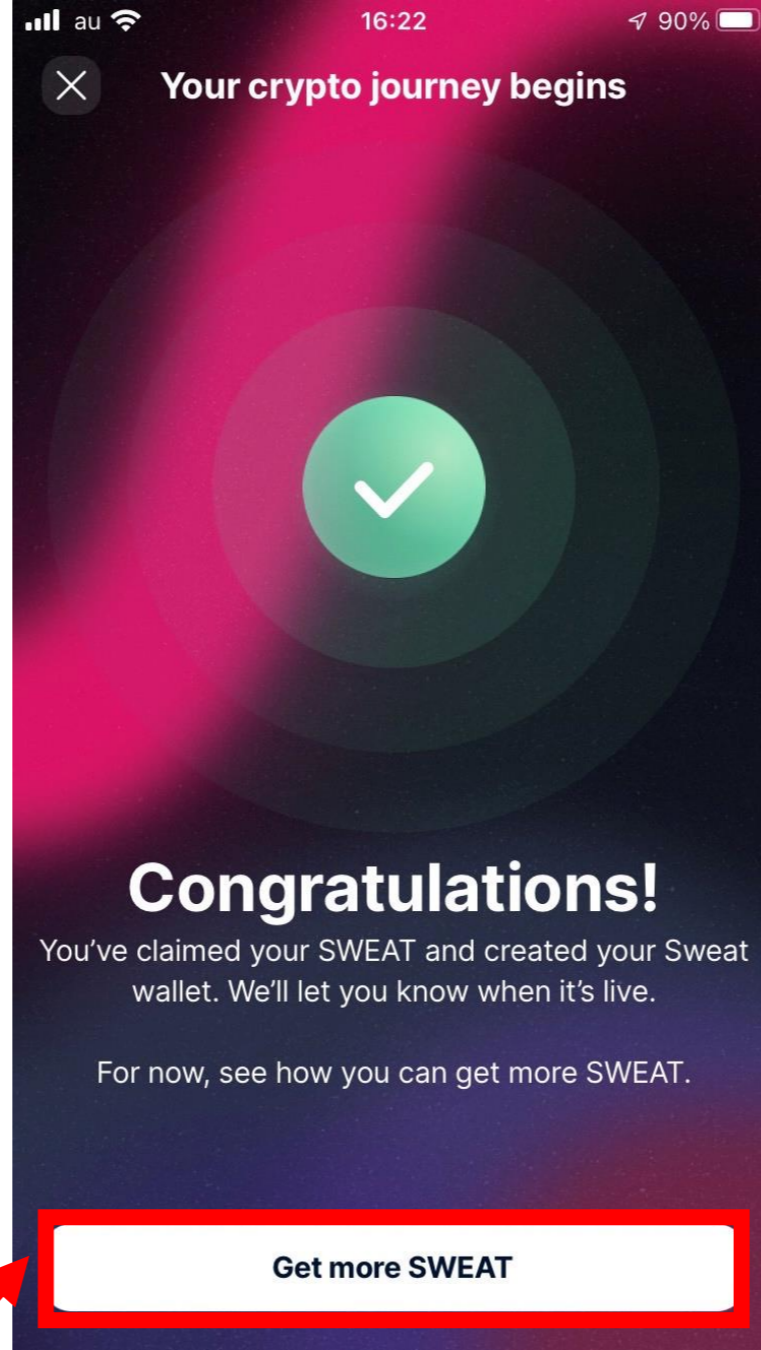 au 16:22 90%
Your crypto journey begins
Congratulations!
You’ve claimed your SWEAT and created your Sweat
wallet. We’ll let you know when it’s live.
For now, see how you can get more SWEAT.
Get more SWEAT